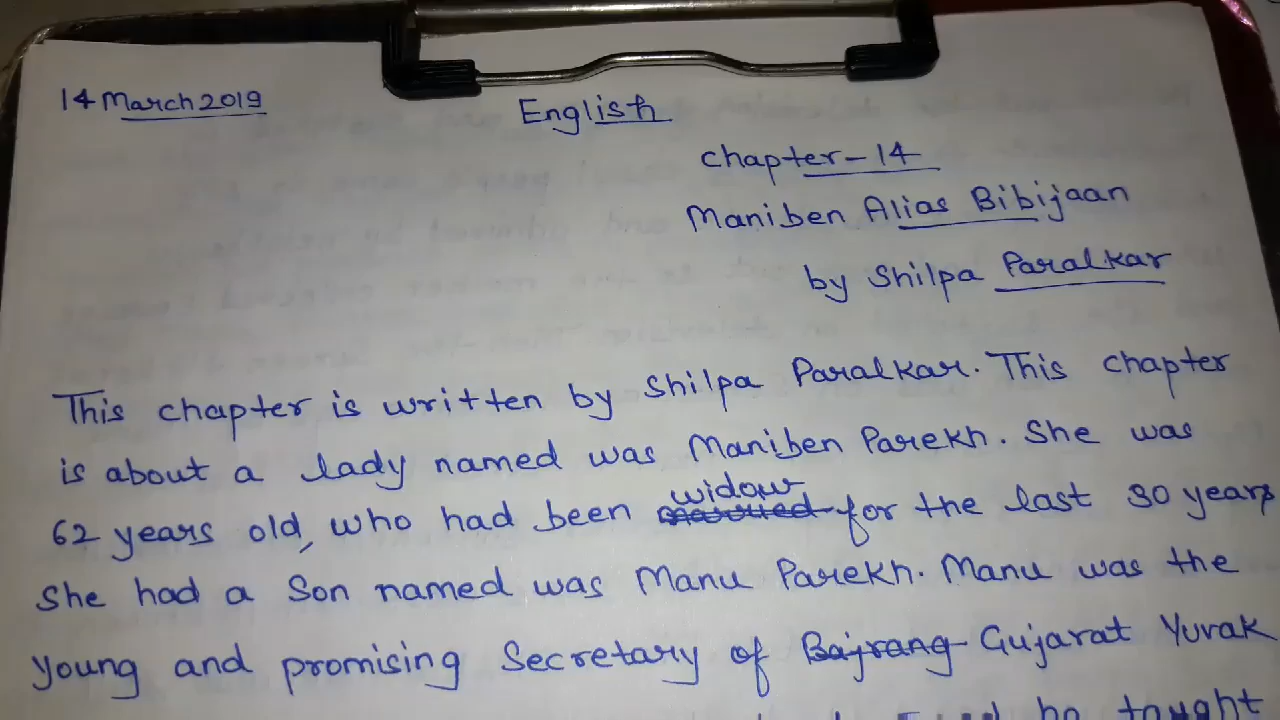 14 March 2019
English
Chapter-14
Maniben Alias Bibijaan
by Shilpa Paralkar
This chapter is written by Shilpa Paralkar. This chapter
is about a lady named was Maniben Parekh. She was
62 years old, who had been widow for the last 30 years
She had a Son named was Manu Parekh. Manu was the
young and promising Secretary of Bajrang Gujarat Yuvak
he taught